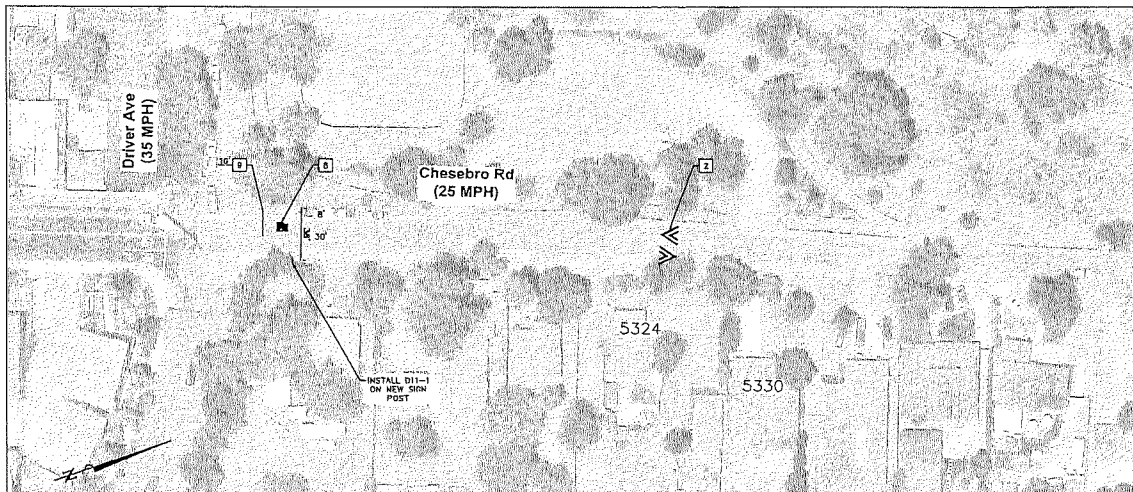 Driver Ave
(35 MPH)
9
8
Chesebro Rd
(25 MPH)
2
8'
30'
5324
5330
INSTALL D11-1
ON NEW SIGN
POST
N